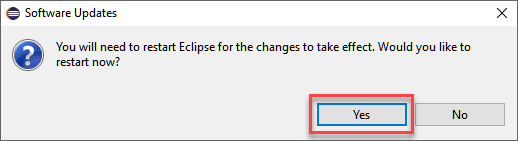 Software Updates
You will need to restart Eclipse for the changes to take effect. Would you like to
restart now?
Yes No